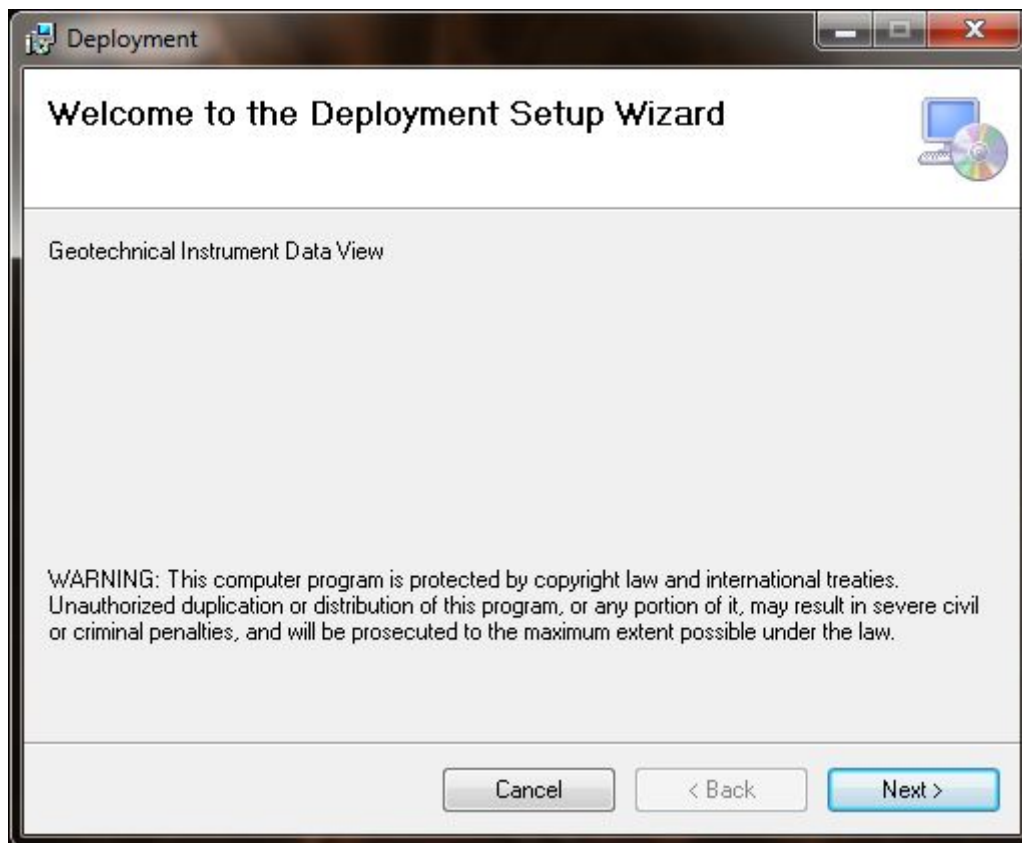 Deployment
Welcome to the Deployment Setup Wizard
Geotechnical Instrument Data View
WARNING: This computer program is protected by copyright law and international treaties.
Unauthorized duplication or distribution of this program, or any portion of it, may result in severe civil
or criminal penalties, and will be prosecuted to the maximum extent possible under the law.
Cancel
< Back
Next >